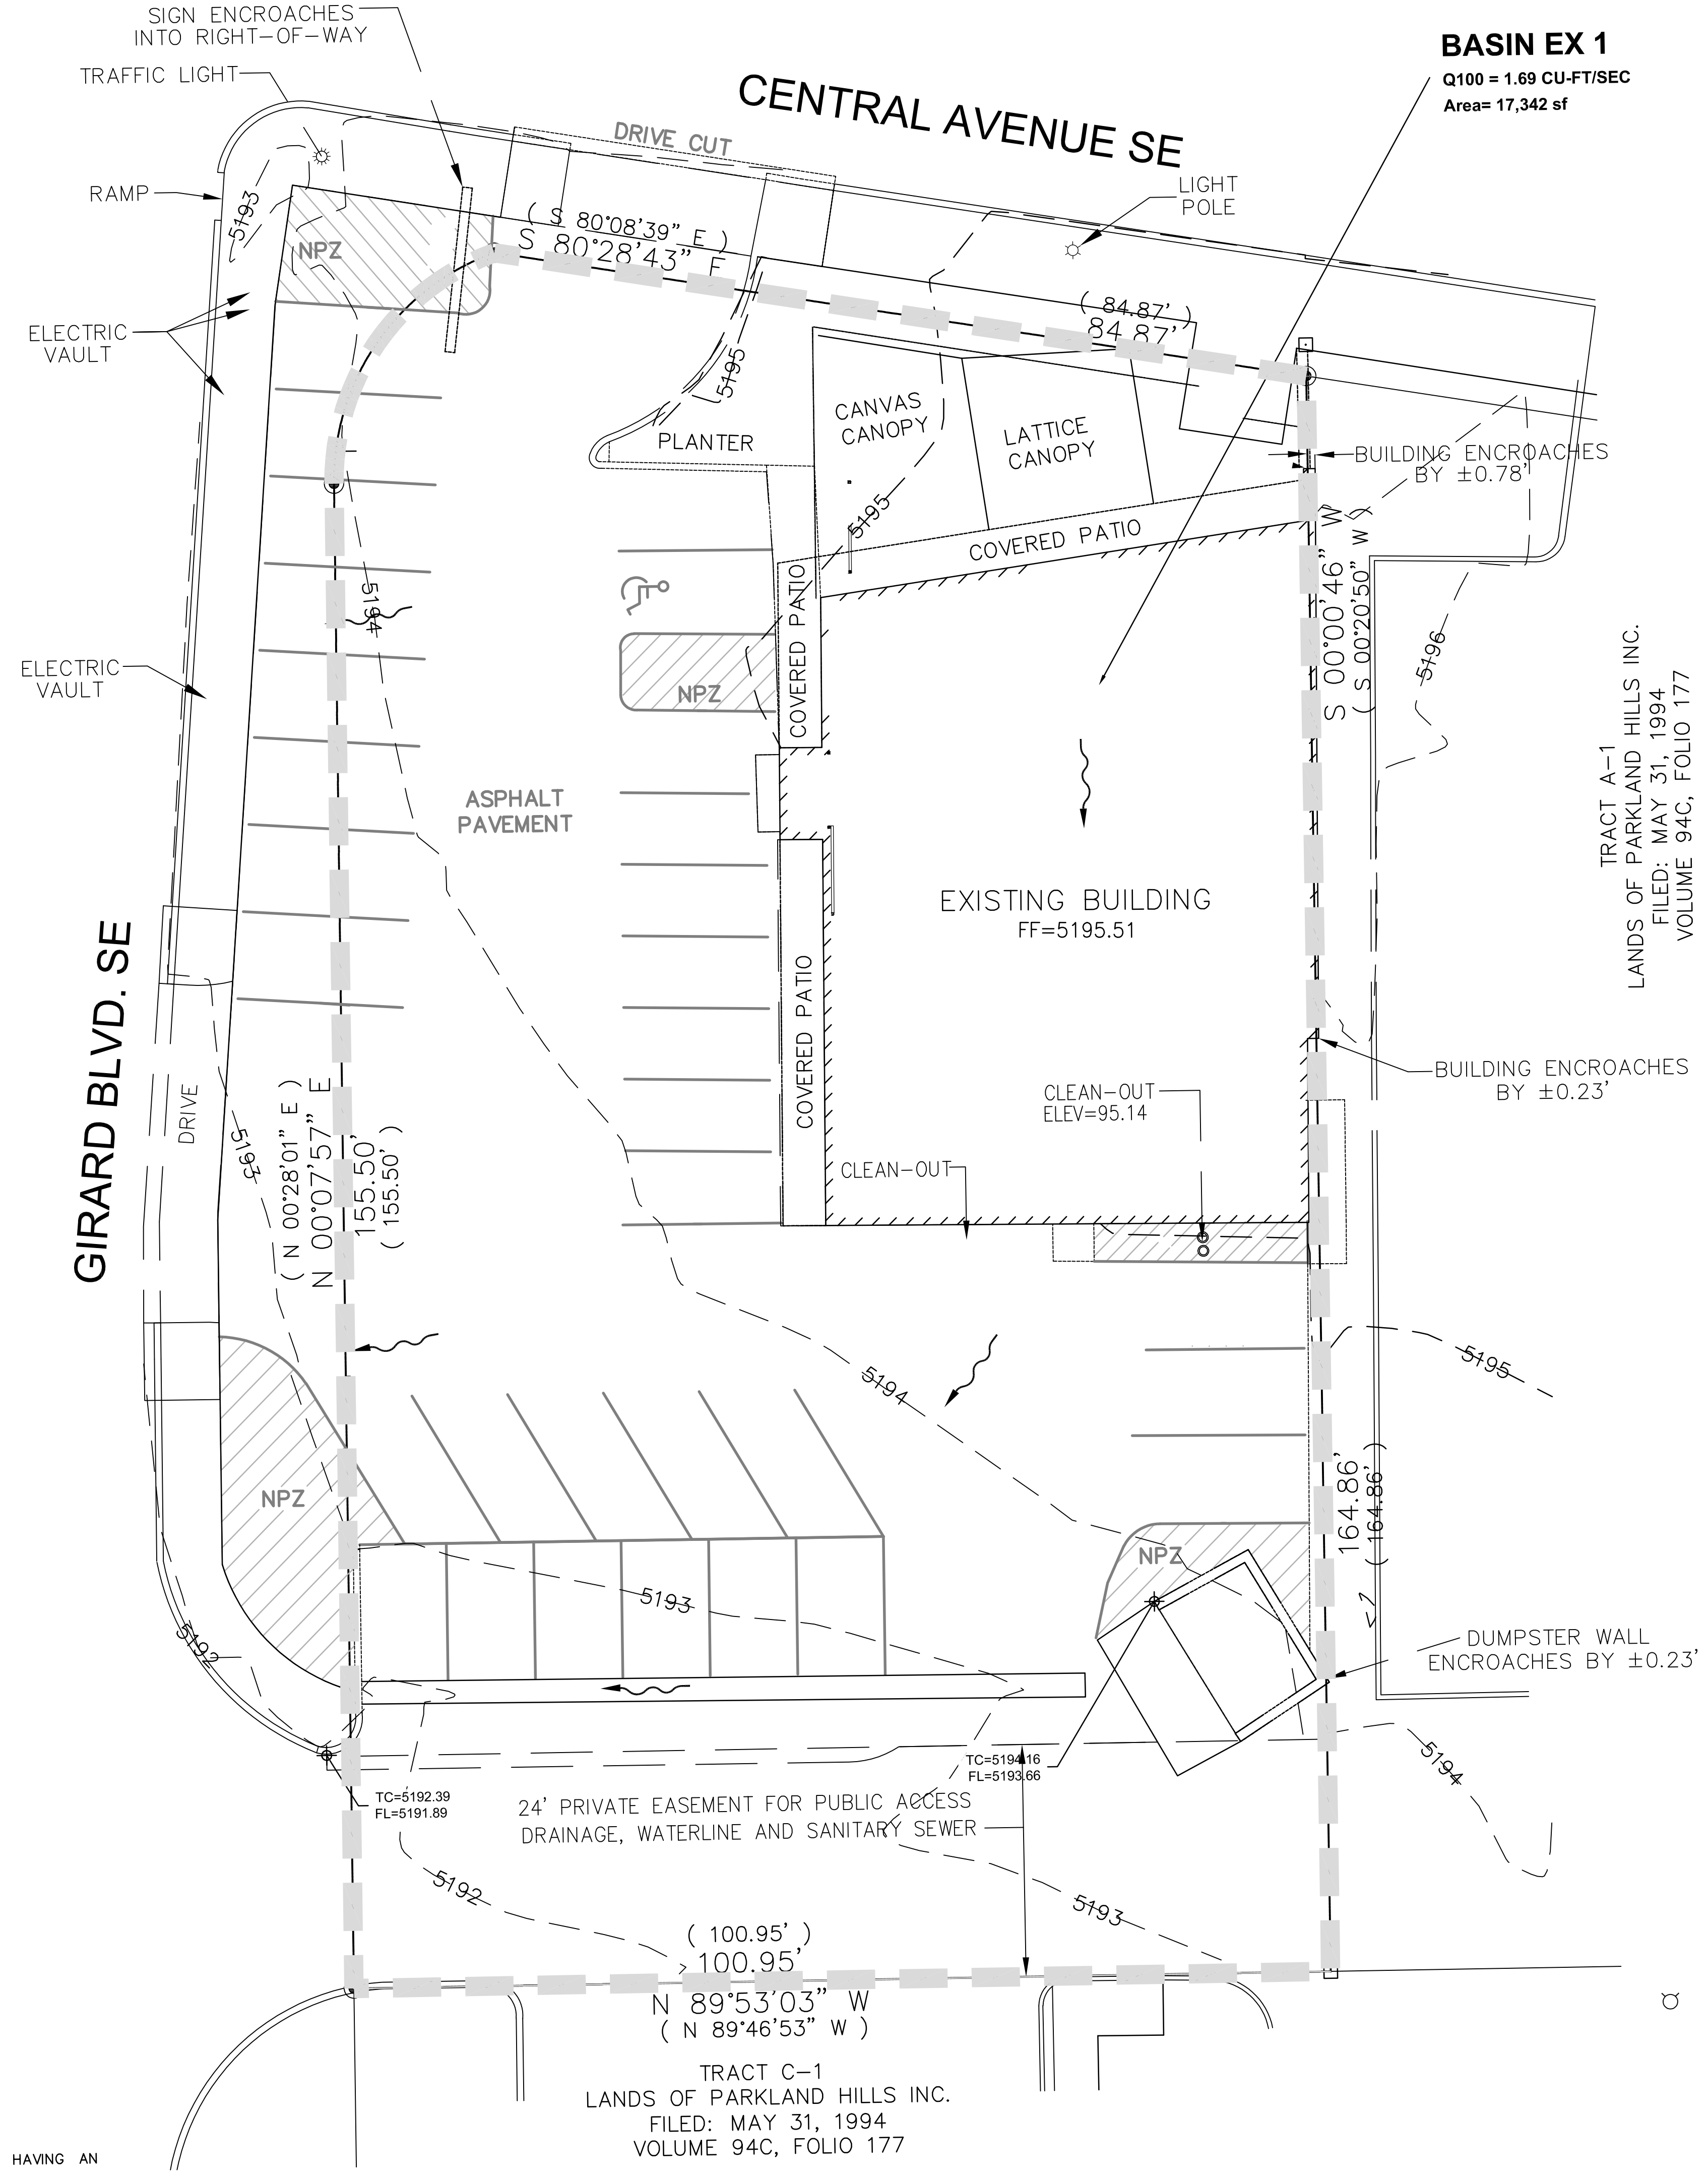 SIGN ENCROACHES
INTO RIGHT-OF-WAY
TRAFFIC LIGHT
RAMP
ELECTRIC
VAULT
ELECTRIC
VAULT
CENTRAL AVENUE SE
DRIVE CUT
BASIN EX 1
Q100 = 1.69 CU-FT/SEC
Area= 17,342 sf
LIGHT
POLE
5193
NPZ
( S 80°08'39" E )
S 80°28'43" E
( 84.87' )
84.87'
5195
PLANTER
CANVAS
CANOPY
LATTICE
CANOPY
5195
COVERED PATIO
BUILDING ENCROACHES
BY ±0.78'
S 00°00'46" W
( S 00°20'50" W )
5196
TRACT A-1
LANDS OF PARKLAND HILLS INC.
FILED: MAY 31, 1994
VOLUME 94C, FOLIO 177
5194
COVERED PATIO
NPZ
ASPHALT
PAVEMENT
EXISTING BUILDING
FF=5195.51
COVERED PATIO
GIRARD BLVD. SE
DRIVE
5193
( N 00°28'01" E )
N 00°07'57" E
155.50'
( 155.50' )
CLEAN-OUT
ELEV=95.14
CLEAN-OUT
BUILDING ENCROACHES
BY ±0.23'
5195
5194
164.86'
( 164.86' )
NPZ
NPZ
5193
5192
DUMPSTER WALL
ENCROACHES BY ±0.23'
5194
TC=5192.39
FL=5191.89
TC=5194.16
FL=5193.66
24' PRIVATE EASEMENT FOR PUBLIC ACCESS
DRAINAGE, WATERLINE AND SANITARY SEWER
5192
5193
( 100.95' )
100.95'
N 89°53'03" W
( N 89°46'53" W )
TRACT C-1
LANDS OF PARKLAND HILLS INC.
FILED: MAY 31, 1994
VOLUME 94C, FOLIO 177
HAVING AN